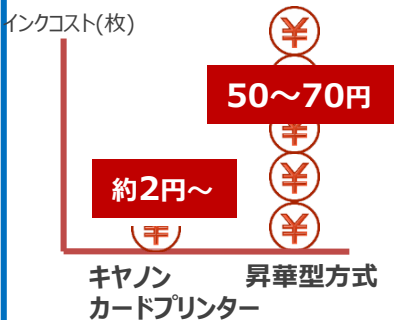 インクコスト(枚)
¥
50～70円
¥
約2円～
¥
¥
¥
キヤノン
カードプリンター
昇華型方式